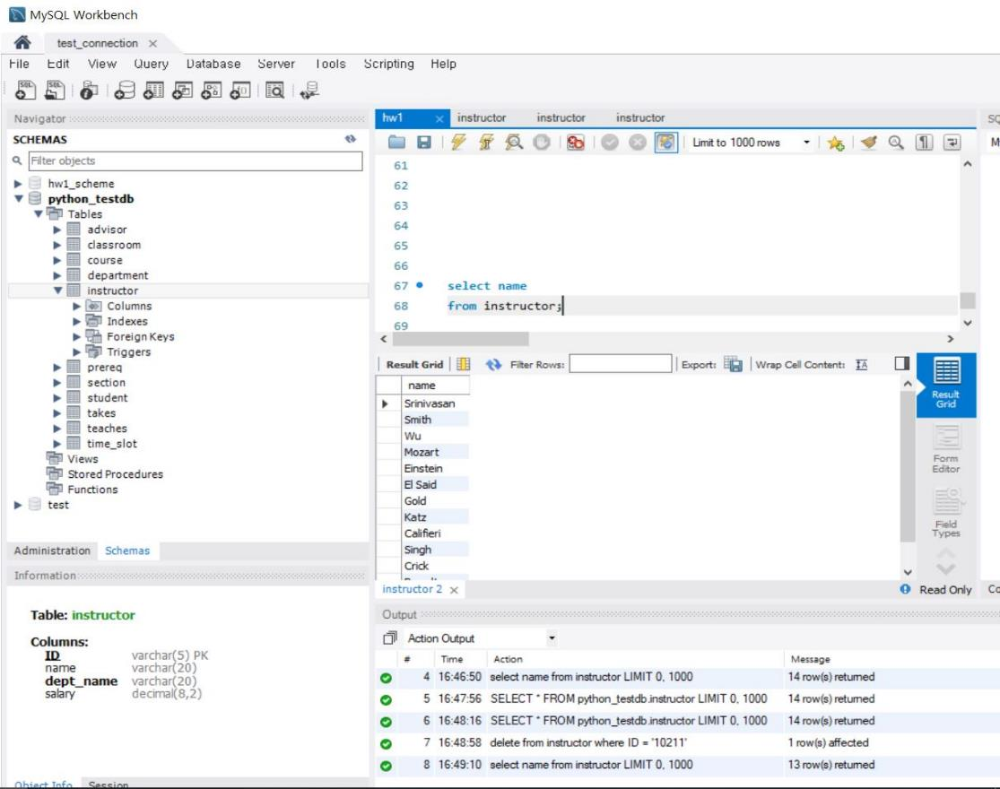 MySQL Workbench
test_connection
File Edit View Query Database Server Tools Scripting Help
Navigator
SCHEMAS
Filter objects
hw1_scheme
python_testdb
Tables
advisor
classroom
course
department
instructor
Columns
Indexes
Foreign Keys
Triggers
prereq
section
student
takes
teaches
time_slot
Views
Stored Procedures
Functions
test
Administration Schemas
Information
Table: instructor
Columns:
ID varchar(5) PK
name varchar(20)
dept_name varchar(20)
salary decimal(8,2)
Object Info Session
hw1 instructor instructor instructor
Limit to 1000 rows
61
62
63
64
65
66
67 select name
68 from instructor;
69
Result Grid Filter Rows: Export: Wrap Cell Content:
name
Srinivasan
Smith
Wu
Mozart
Einstein
El Said
Gold
Katz
Califieri
Singh
Crick
Result
Grid
Form
Editor
Field
Types
instructor 2 Read Only
Output
Action Output
# Time Action Message
4 16:46:50 select name from instructor LIMIT 0, 1000 14 row(s) returned
5 16:47:56 SELECT * FROM python_testdb.instructor LIMIT 0, 1000 14 row(s) returned
6 16:48:16 SELECT * FROM python_testdb.instructor LIMIT 0, 1000 14 row(s) returned
7 16:48:58 delete from instructor where ID = '10211' 1 row(s) affected
8 16:49:10 select name from instructor LIMIT 0, 1000 13 row(s) returned